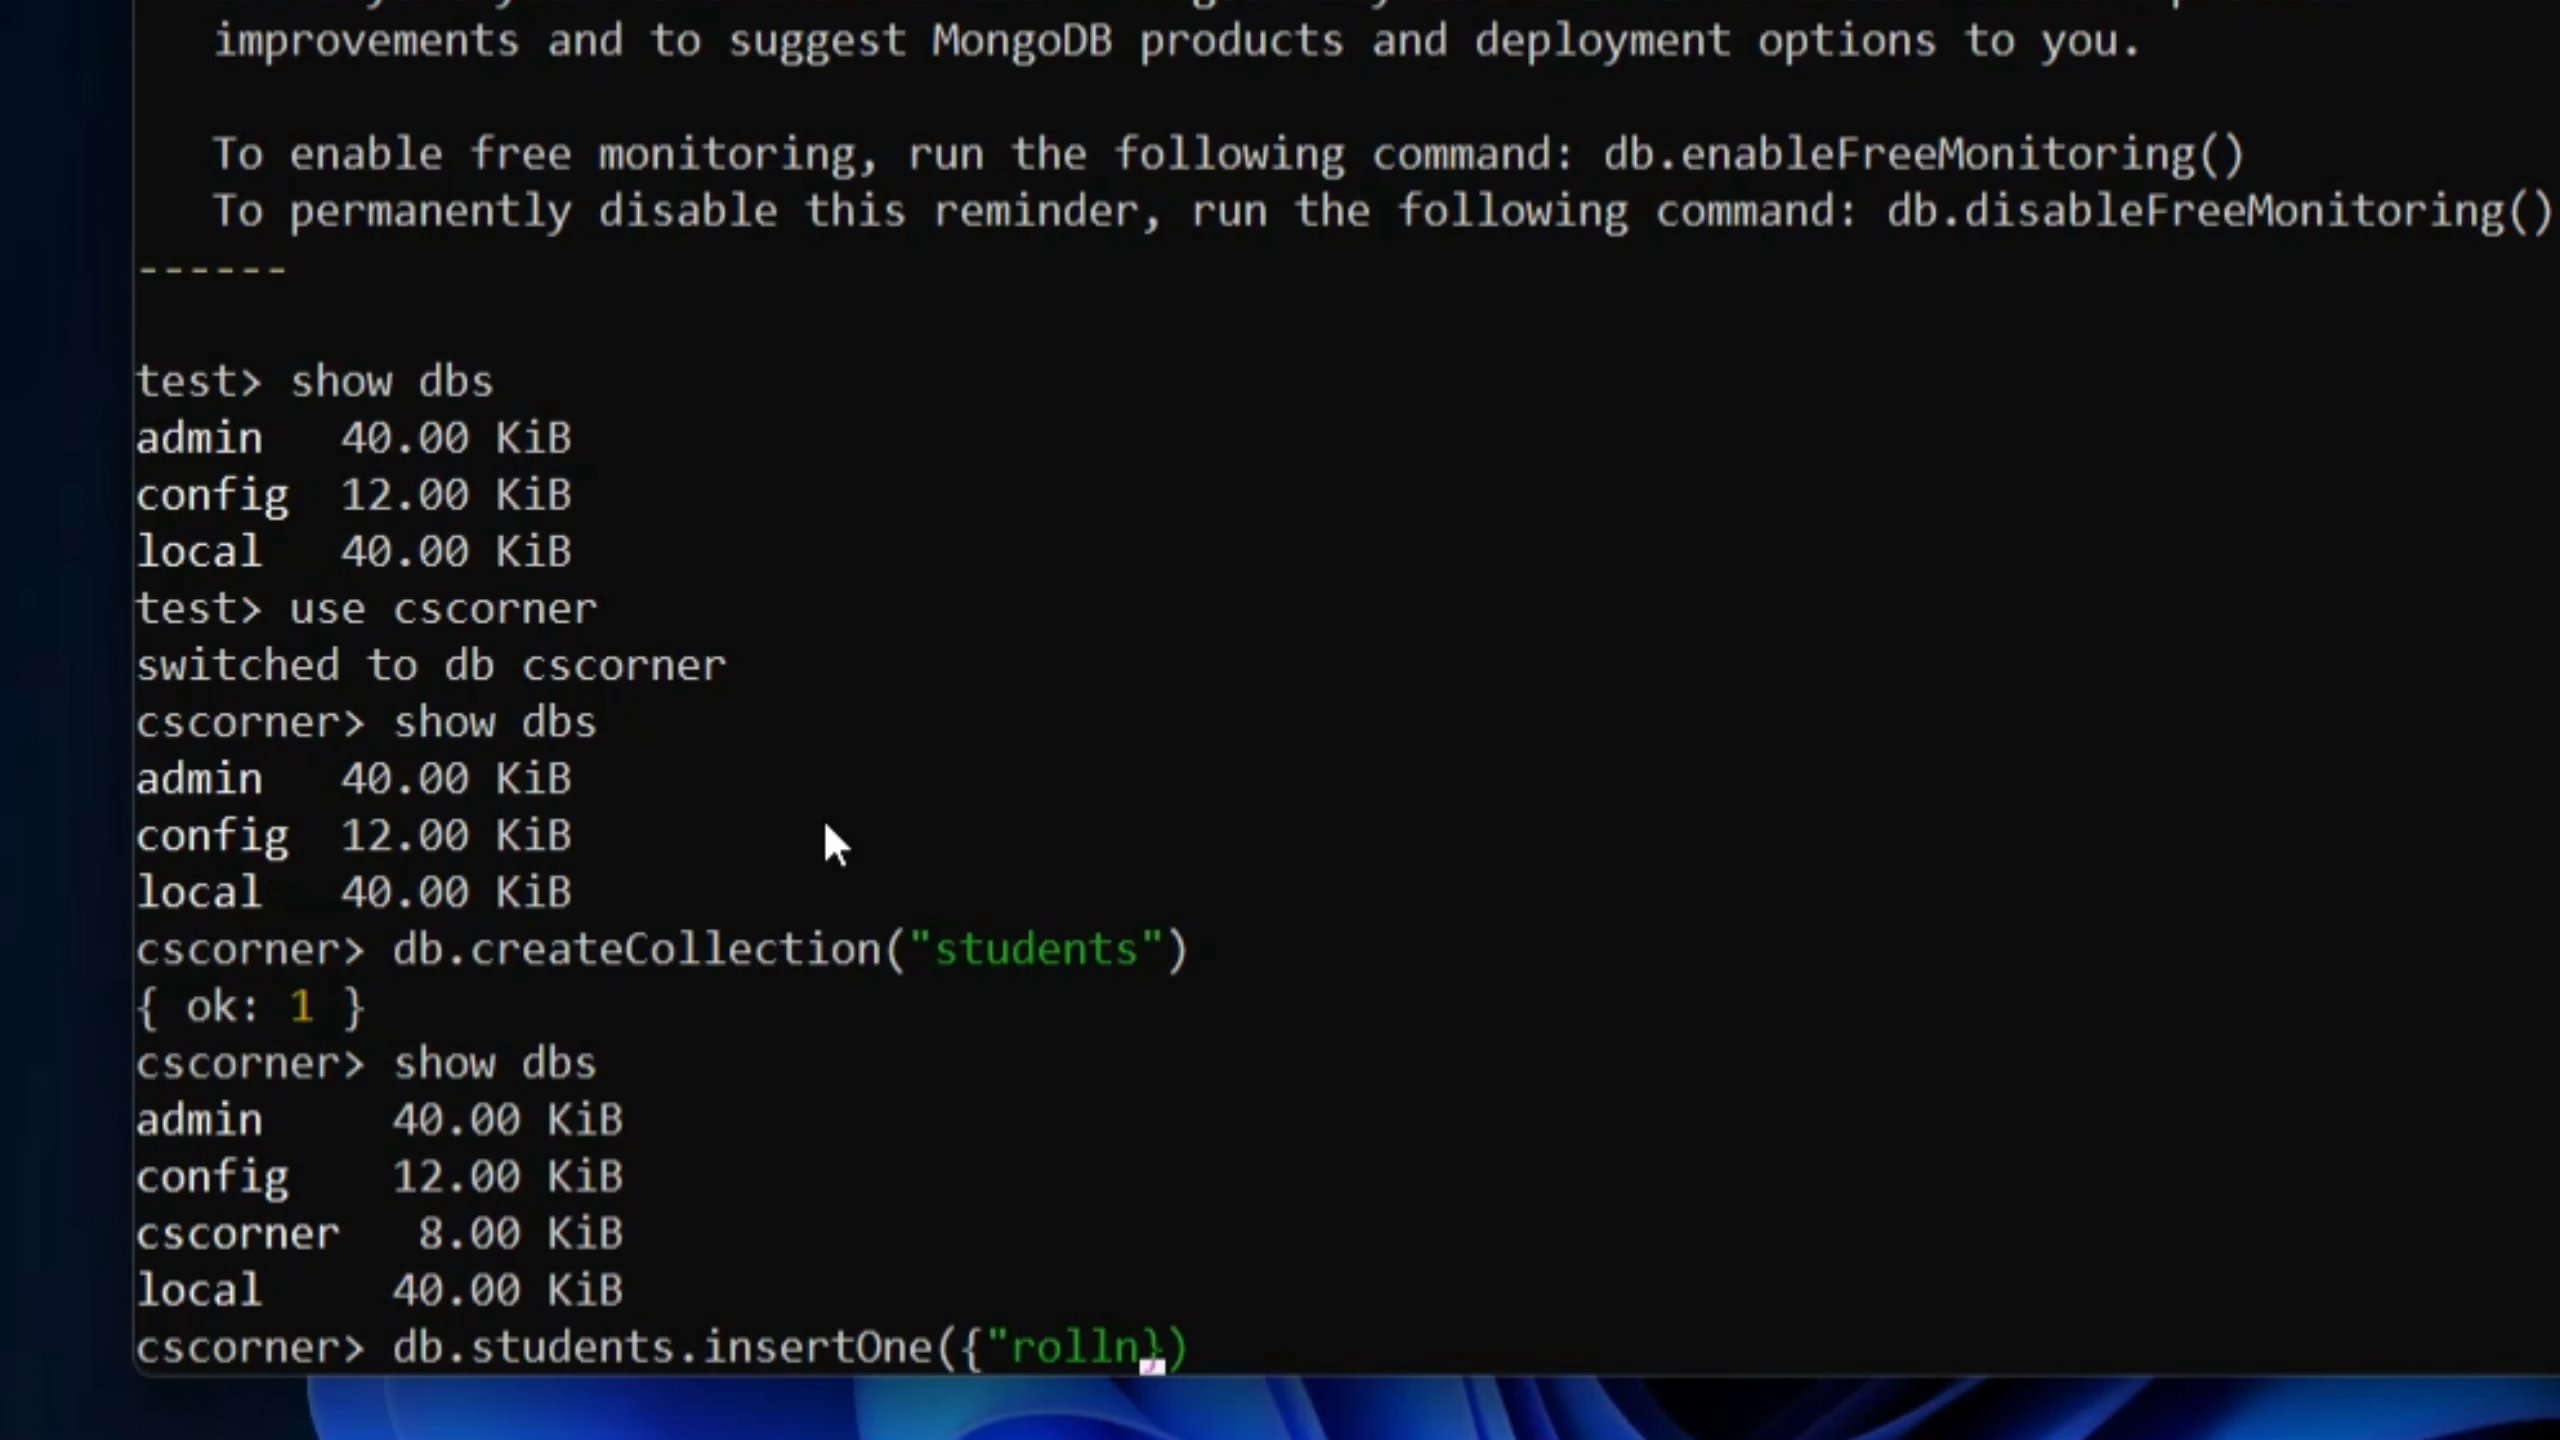 improvements and to suggest MongoDB products and deployment options to you.
To enable free monitoring, run the following command: db.enableFreeMonitoring()
To permanently disable this reminder, run the following command: db.disableFreeMonitoring()
------
test> show dbs
admin   40.00 KiB
config  12.00 KiB
local   40.00 KiB
test> use cscorner
switched to db cscorner
cscorner> show dbs
admin   40.00 KiB
config  12.00 KiB
local   40.00 KiB
cscorner> db.createCollection("students")
{ ok: 1 }
cscorner> show dbs
admin     40.00 KiB
config    12.00 KiB
cscorner   8.00 KiB
local     40.00 KiB
cscorner> db.students.insertOne({"rolln})